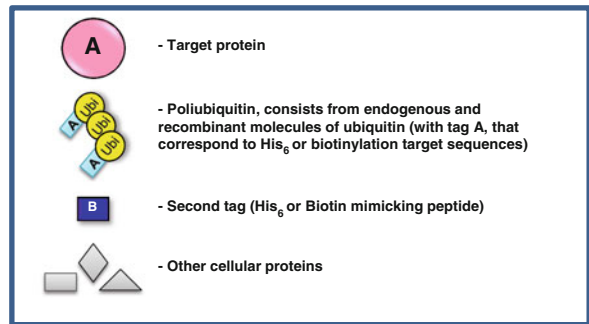 A
- Target protein
Ubi
Ubi
Ubi
A
A
- Poliubiquitin, consists from endogenous and
recombinant molecules of ubiquitin (with tag A, that
correspond to His6 or biotinylation target sequences)
B
- Second tag (His6 or Biotin mimicking peptide)
- Other cellular proteins